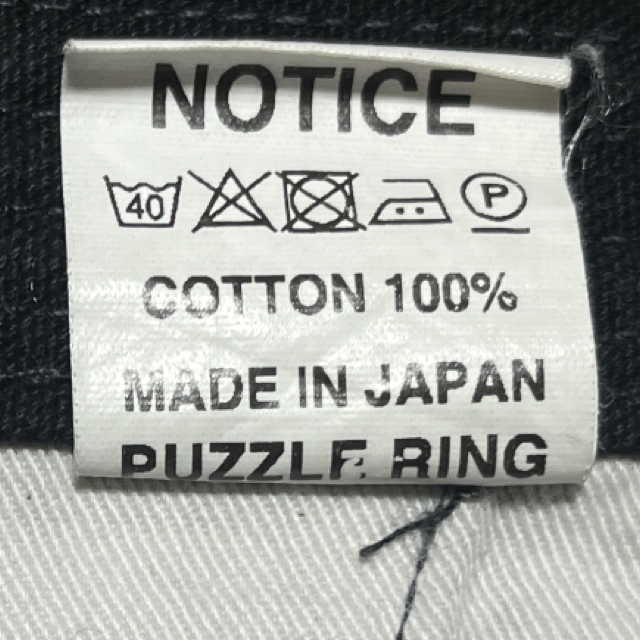 NOTICE
40 P
COTTON 100%
MADE IN JAPAN
PUZZLE RING